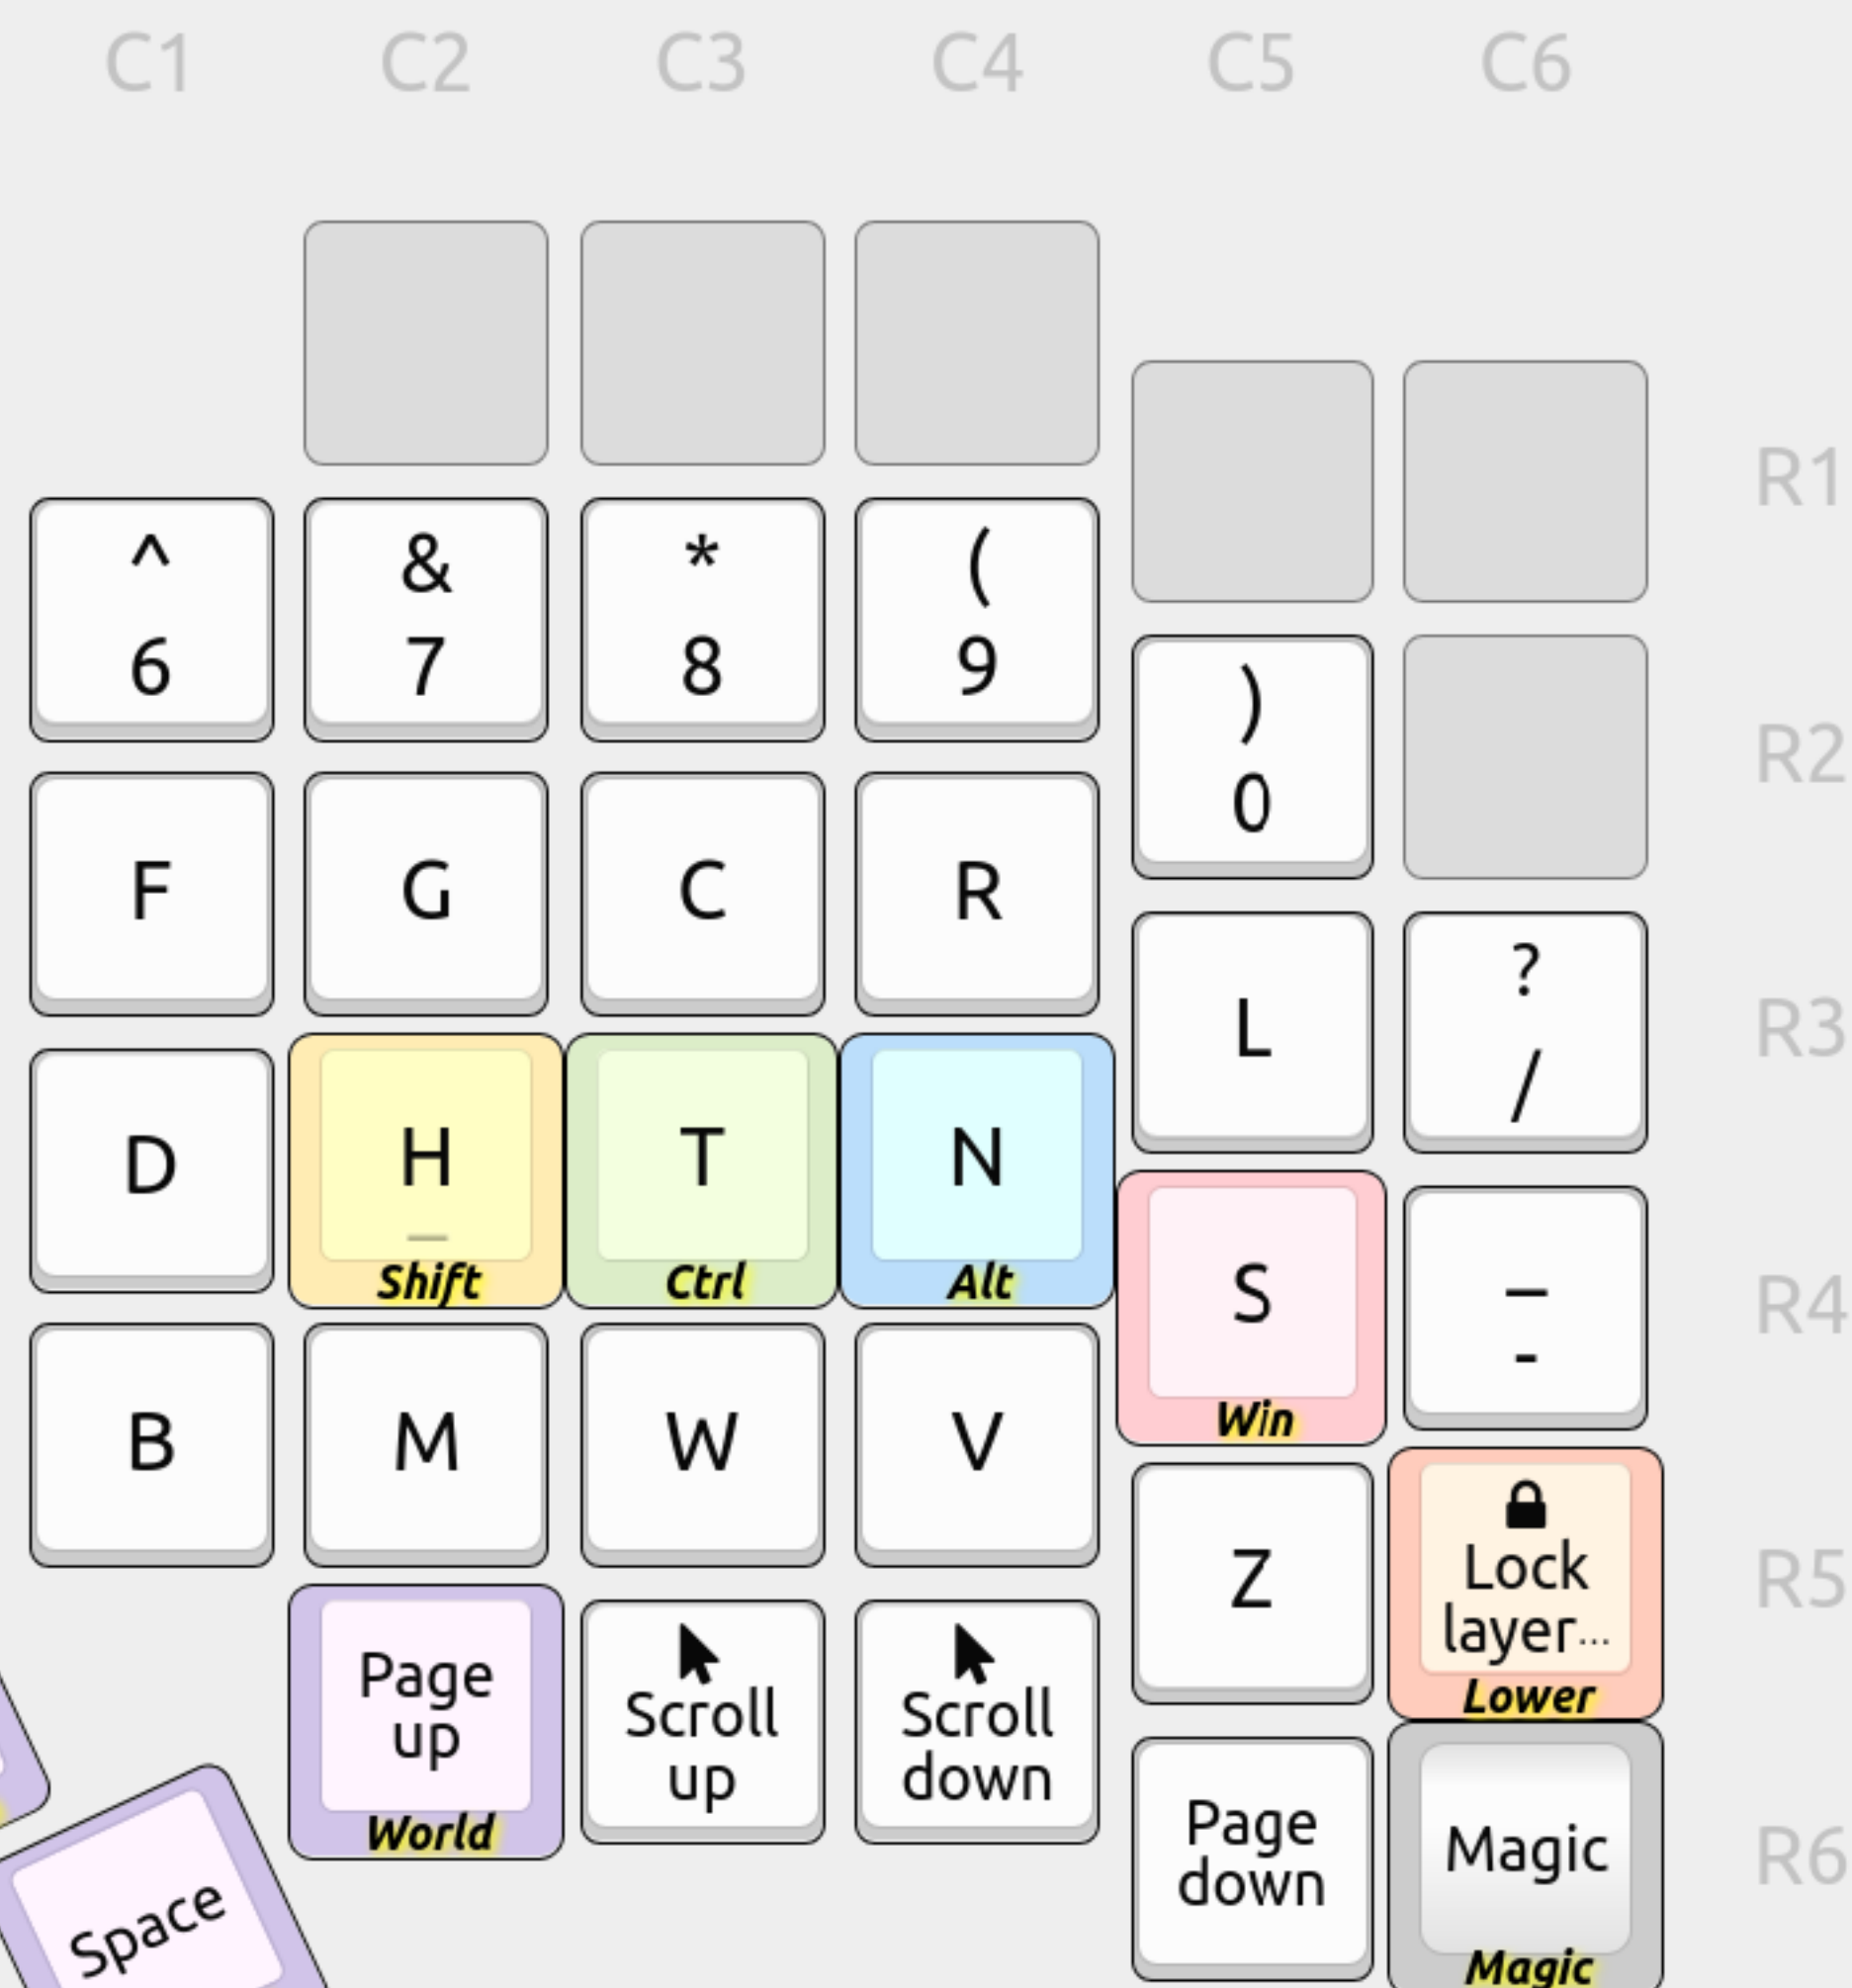 C1 C2 C3 C4 C5 C6
R1
^ & * (
6 7 8 9
)
0
R2
F G C R
L
?
/
R3
D H T N
_
Shift Ctrl Alt
S
Win
_
-
R4
B M W V
Z
Lock
layer...
Lower
R5
Page
up
World
Scroll
up
Scroll
down
Page
down
Magic
Magic
R6
Space